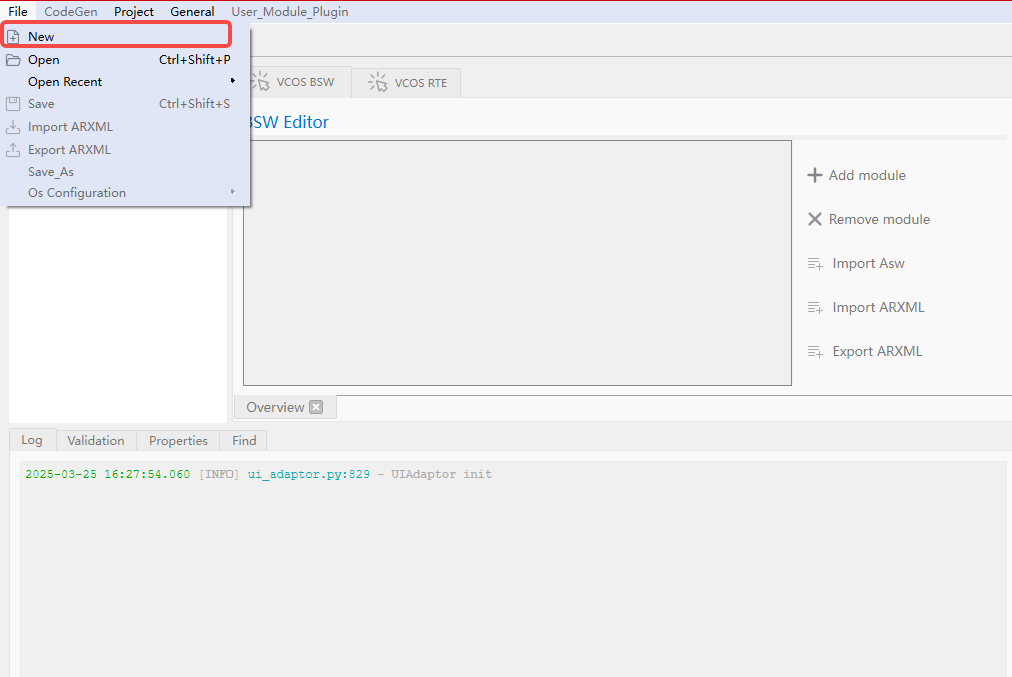 File CodeGen Project General User_Module_Plugin
New
Open Ctrl+Shift+P
Open Recent
Save Ctrl+Shift+S
Import ARXML
Export ARXML
Save_As
Os Configuration
VCOS BSW VCOS RTE
BSW Editor
Add module
Remove module
Import Asw
Import ARXML
Export ARXML
Overview
Log Validation Properties Find
2025-03-25 16:27:54.060 [INFO] ui_adaptor.py:829 - UIAdaptor init